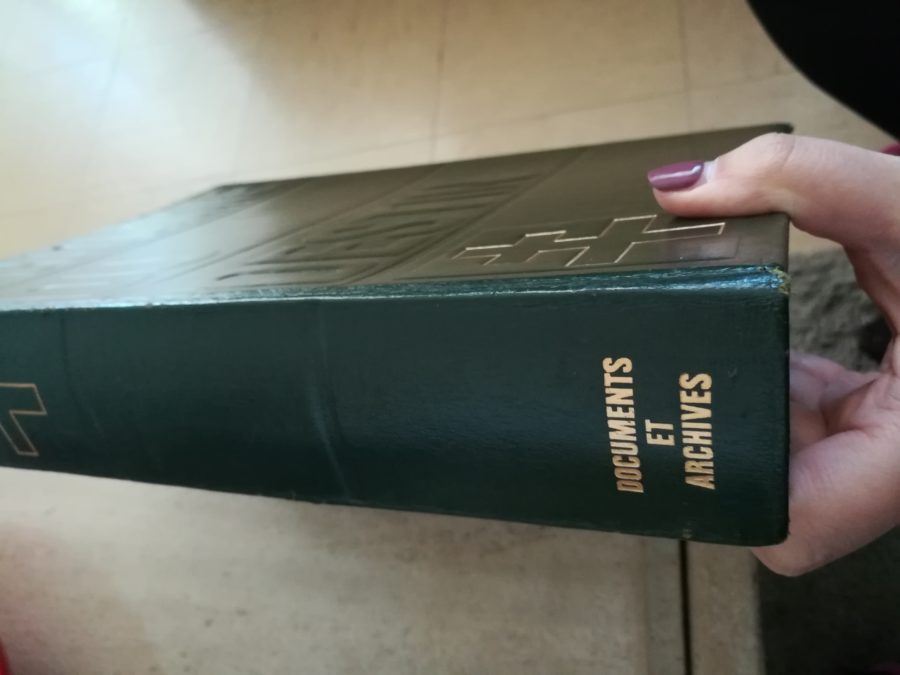 DOCUMENTS
ET
ARCHIVES